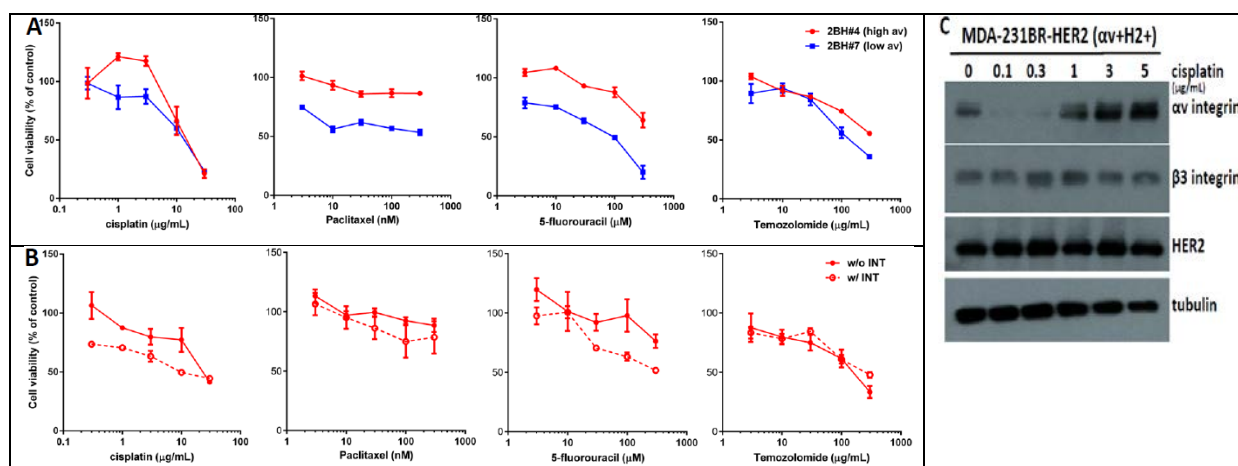 A
Cell viability (% of control)
150
100
50
0
0.1 1 10 100
cisplatin (µg/mL)
150
100
50
0
1 10 100 1000
Paclitaxel (nM)
150
100
50
0
1 10 100 1000
5-fluorouracil (µM)
150
100
50
0
1 10 100 1000
Temozolomide (µg/mL)
2BH#4 (high av)
2BH#7 (low av)
B
Cell viability (% of control)
150
100
50
0
0.1 1 10 100
cisplatin (µg/mL)
150
100
50
0
1 10 100 1000
Paclitaxel (nM)
150
100
50
0
1 10 100 1000
5-fluorouracil (µM)
150
100
50
0
1 10 100 1000
Temozolomide (µg/mL)
w/o INT
w/ INT
C
MDA-231BR-HER2 (αv+H2+)
0 0.1 0.3 1 3 5 cisplatin
(µg/mL)
αv integrin
β3 integrin
HER2
tubulin